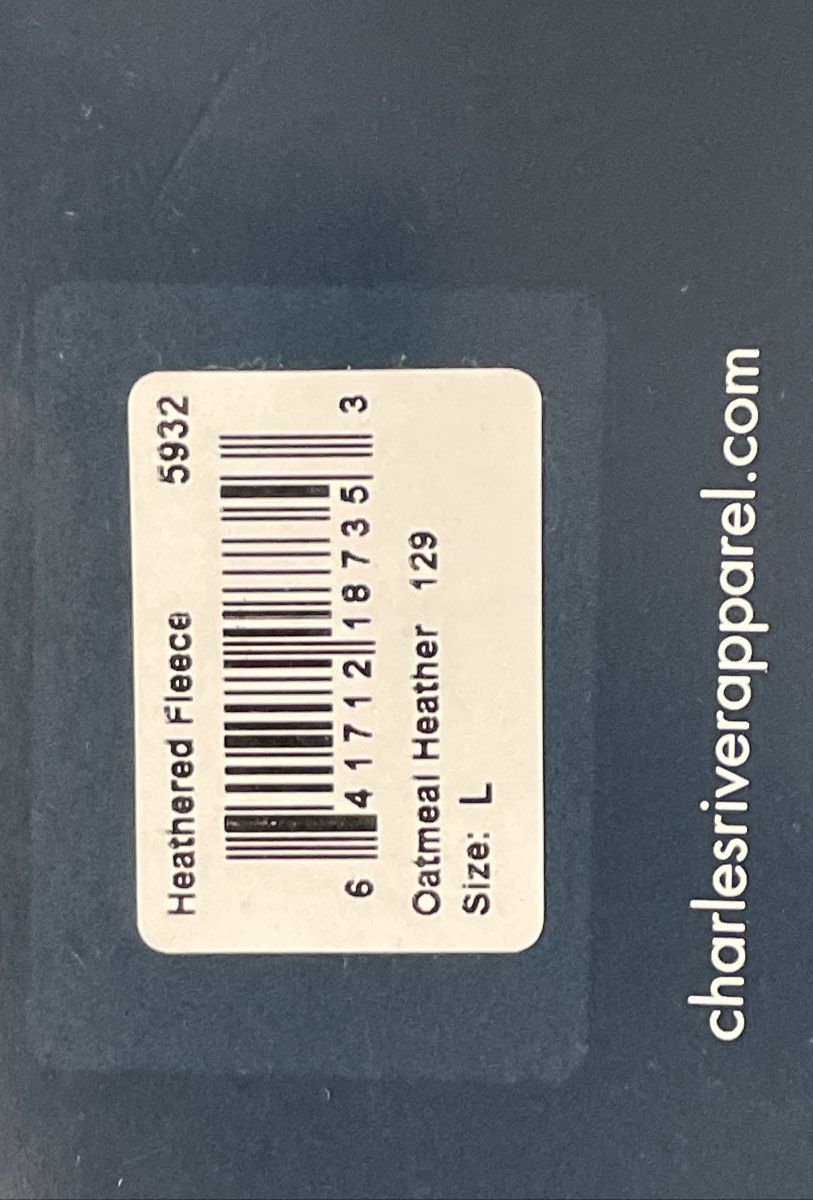 Heathered Fleece 5932
6 41712 18735 3
Oatmeal Heather 129
Size: L
charlesriverapparel.com